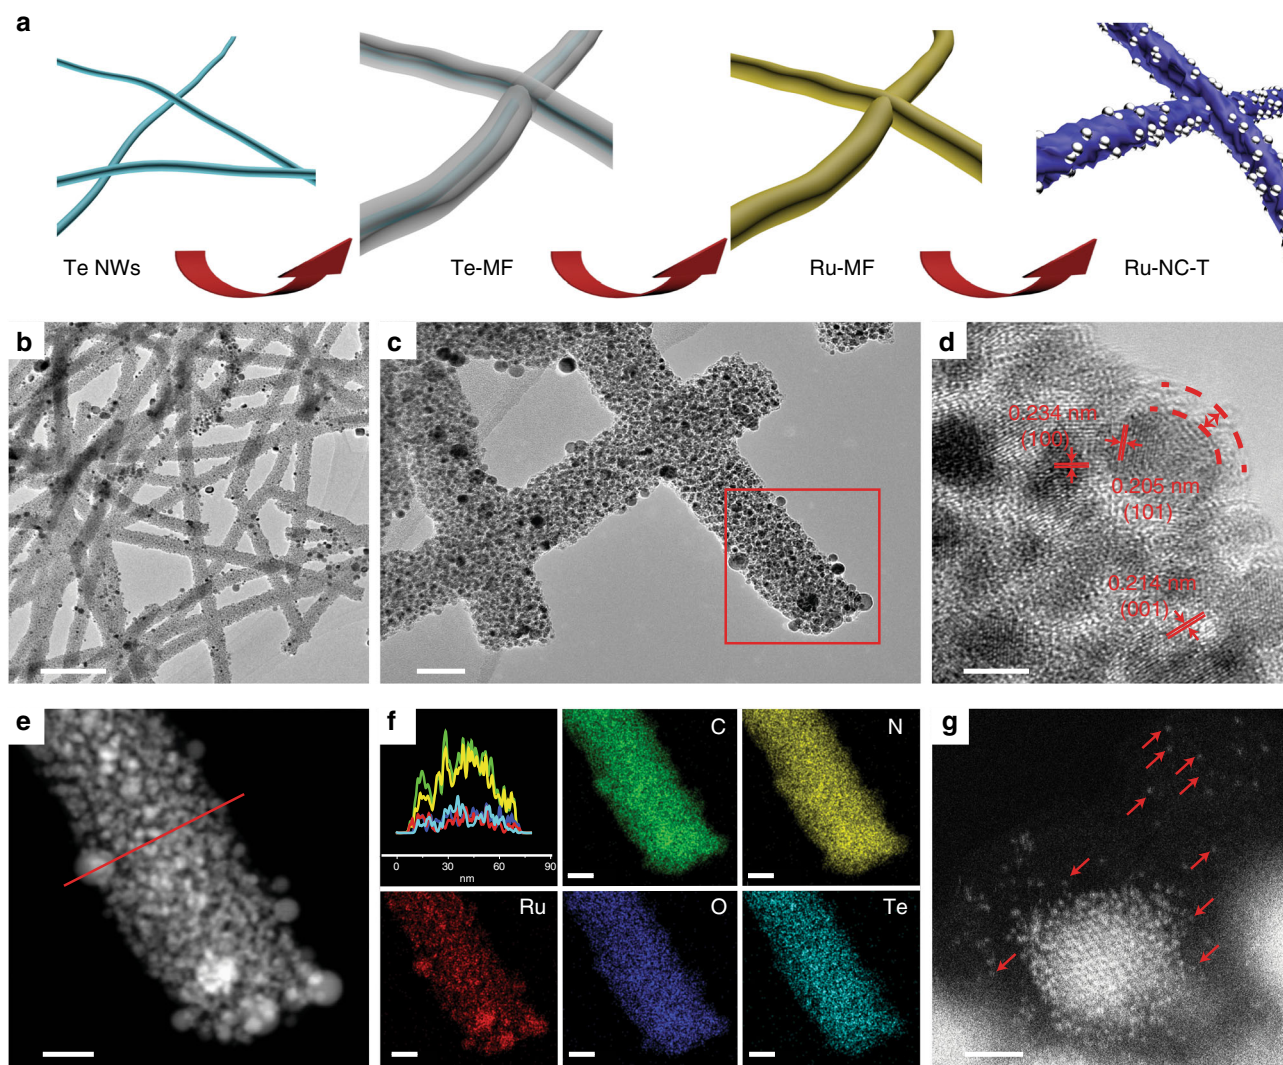 a
Te NWs
Te-MF
Ru-MF
Ru-NC-T
b
c
d
0.234 nm
(100)
0.205 nm
(101)
0.214 nm
(001)
e
f
0 30 60 90
nm
C
N
Ru
O
Te
g